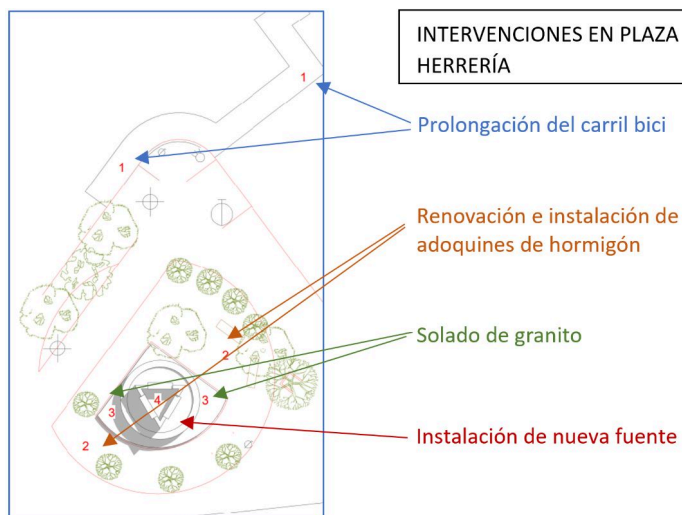 INTERVENCIONES EN PLAZA
HERRERÍA
1
Prolongación del carril bici
1
Renovación e instalación de
adoquines de hormigón
Solado de granito
2
4
3
3
Instalación de nueva fuente
2